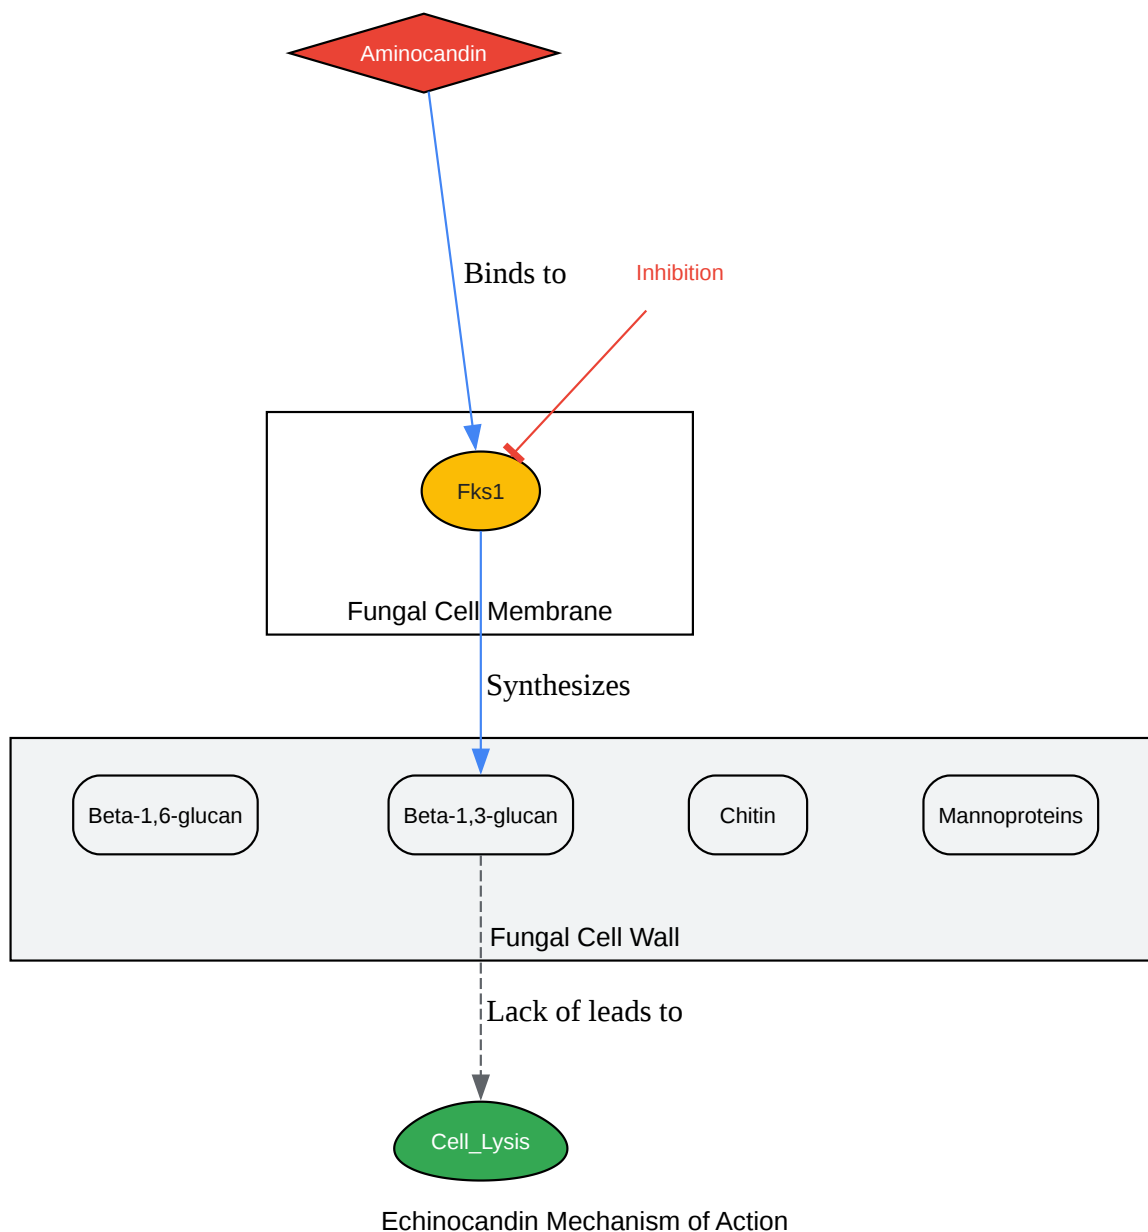 Aminocandin
Binds to
Inhibition
Fks1
Fungal Cell Membrane
Synthesizes
Beta-1,6-glucan
Beta-1,3-glucan
Chitin
Mannoproteins
Fungal Cell Wall
Lack of leads to
Cell_Lysis
Echinocandin Mechanism of Action